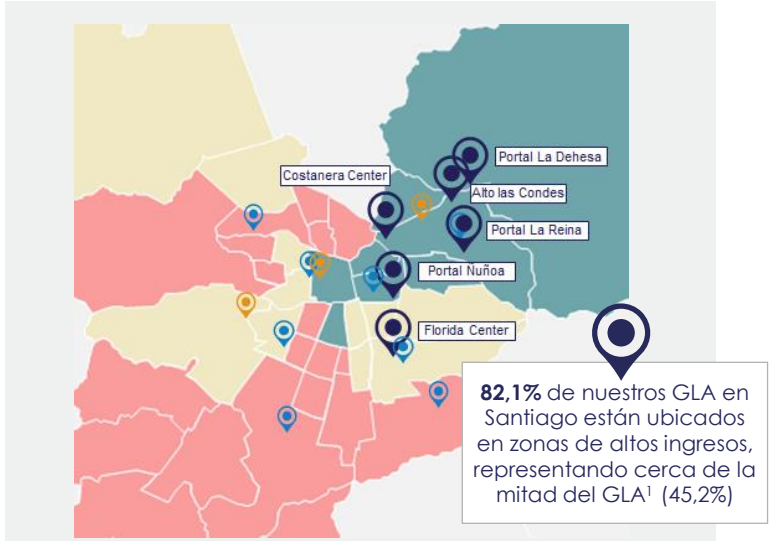 Portal La Dehesa
Costanera Center
Alto las Condes
Portal La Reina
Portal Ñuñoa
Florida Center
82,1% de nuestros GLA en
Santiago están ubicados
en zonas de altos ingresos,
representando cerca de la
mitad del GLA¹ (45,2%)